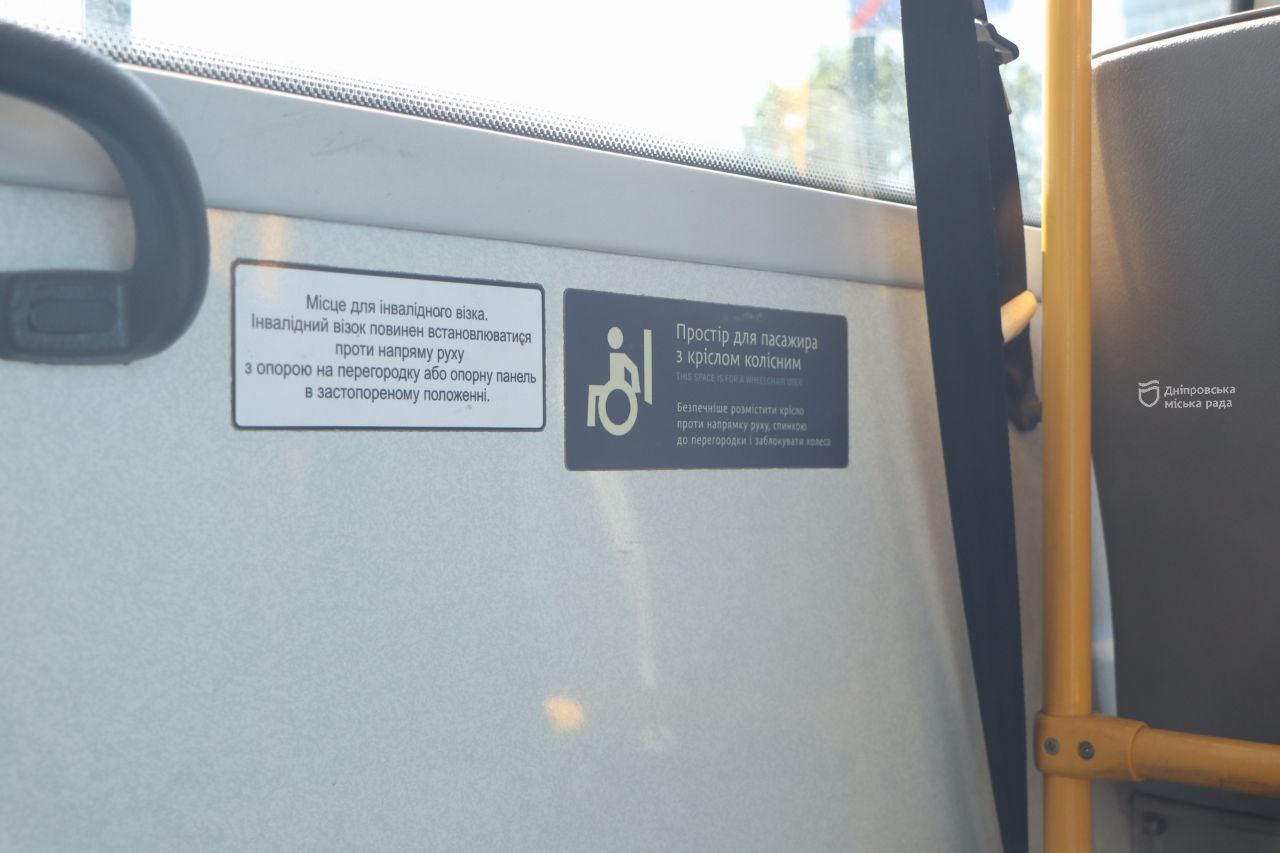 Місце для інвалідного візка.
Інвалідний візок повинен встановлюватися
проти напряму руху
з опорою на перегородку або опорну панель
в застопореному положенні.
Простір для пасажира
з кріслом колісним
THIS SPACE IS FOR A WHEELCHAIR USER
Безпечніше розмістити крісло
проти напрямку руху, спинкою
до перегородки і заблокувати колеса
Дніпровська
міська рада